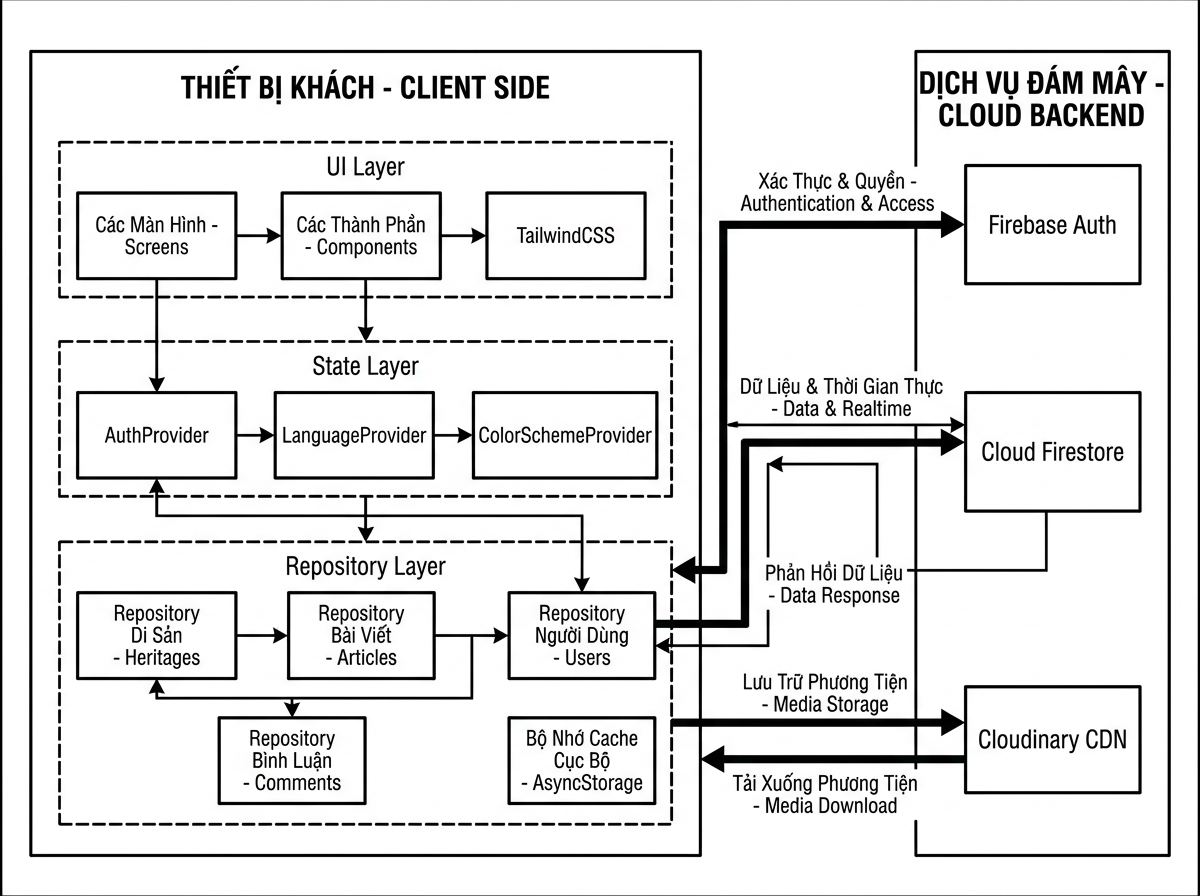 THIẾT BỊ KHÁCH - CLIENT SIDE
UI Layer
Các Màn Hình -
Screens
Các Thành Phần
- Components
TailwindCSS
State Layer
AuthProvider
LanguageProvider
ColorSchemeProvider
Repository Layer
Repository
Di Sản
- Heritages
Repository
Bài Viết
- Articles
Repository
Người Dùng
- Users
Repository
Bình Luận
- Comments
Bộ Nhớ Cache
Cục Bộ
- AsyncStorage
Xác Thực & Quyền -
Authentication & Access
Dữ Liệu & Thời Gian Thực
- Data & Realtime
Phản Hồi Dữ Liệu
- Data Response
Lưu Trữ Phương Tiện
- Media Storage
Tải Xuống Phương Tiện
- Media Download
DỊCH VỤ ĐÁM MÂY -
CLOUD BACKEND
Firebase Auth
Cloud Firestore
Cloudinary CDN